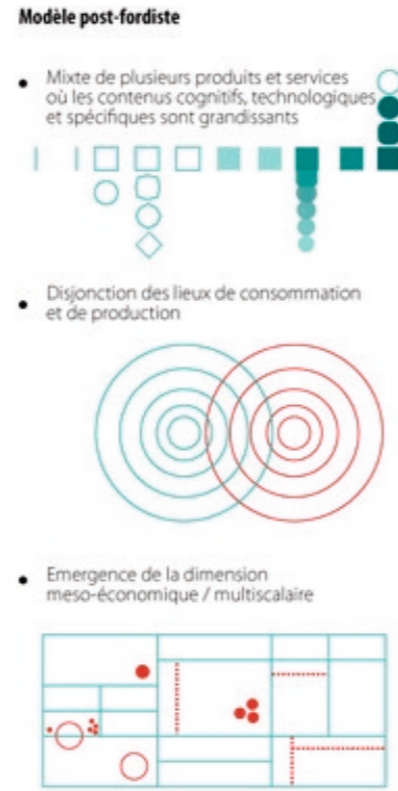 Modèle post-fordiste
• Mixte de plusieurs produits et services
où les contenus cognitifs, technologiques
et spécifiques sont grandissants
• Disjonction des lieux de consommation
et de production
• Emergence de la dimension
meso-économique / multiscalaire